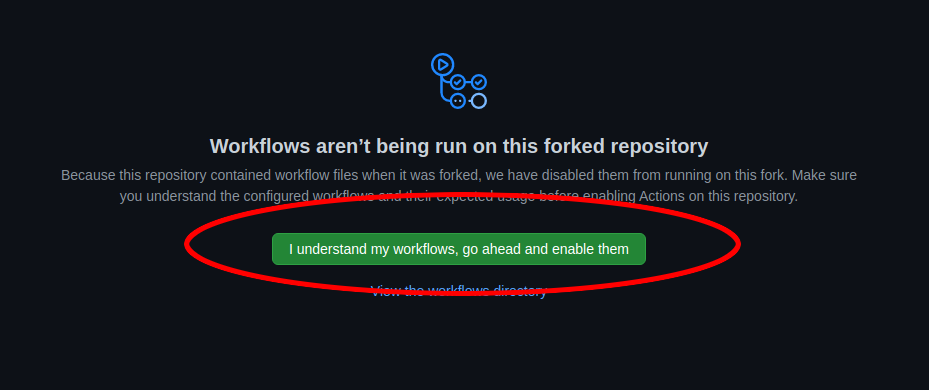 Workflows aren’t being run on this forked repository
Because this repository contained workflow files when it was forked, we have disabled them from running on this fork. Make sure
you understand the configured workflows and their expected usage before enabling Actions on this repository.
I understand my workflows, go ahead and enable them
View the workflows directory